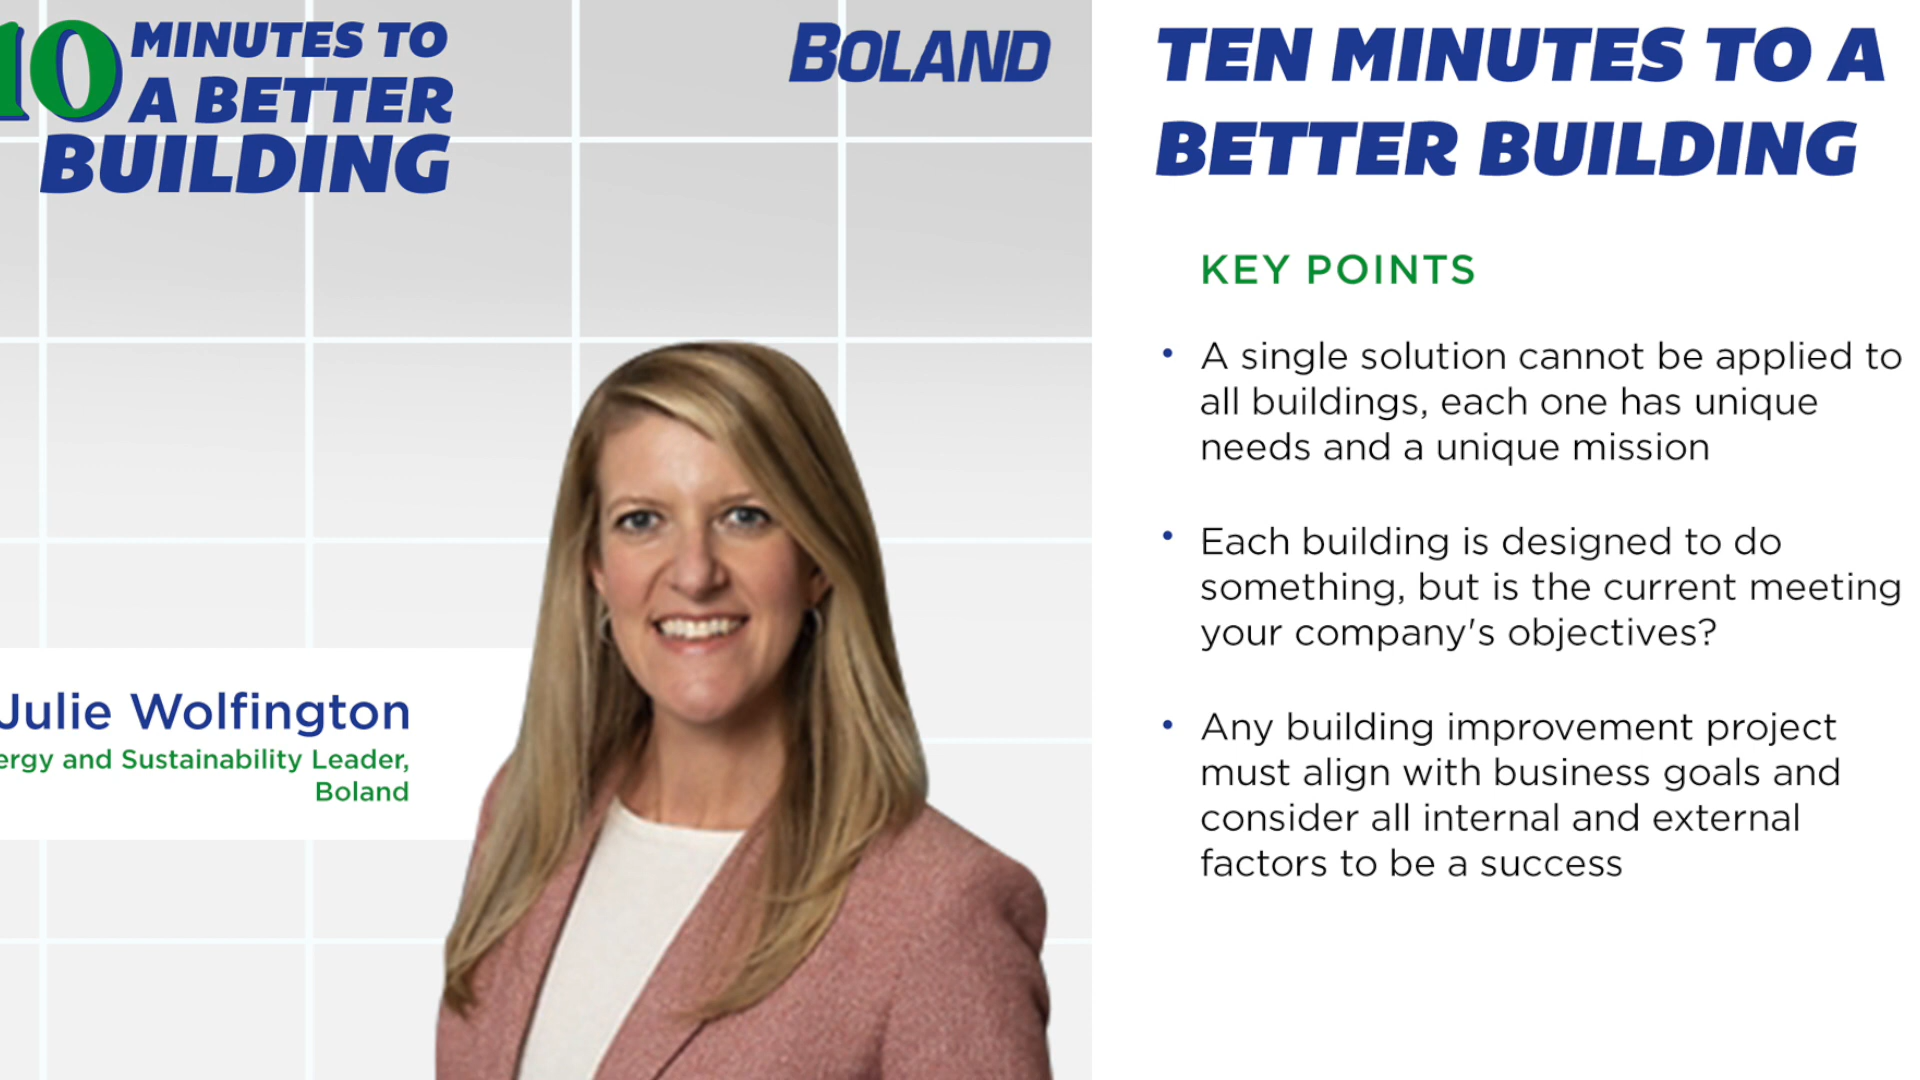 10 MINUTES TO
A BETTER
BUILDING
BOLAND
Julie Wolfington
ergy and Sustainability Leader,
Boland
TEN MINUTES TO A
BETTER BUILDING
KEY POINTS
• A single solution cannot be applied to
all buildings, each one has unique
needs and a unique mission
• Each building is designed to do
something, but is the current meeting
your company's objectives?
• Any building improvement project
must align with business goals and
consider all internal and external
factors to be a success